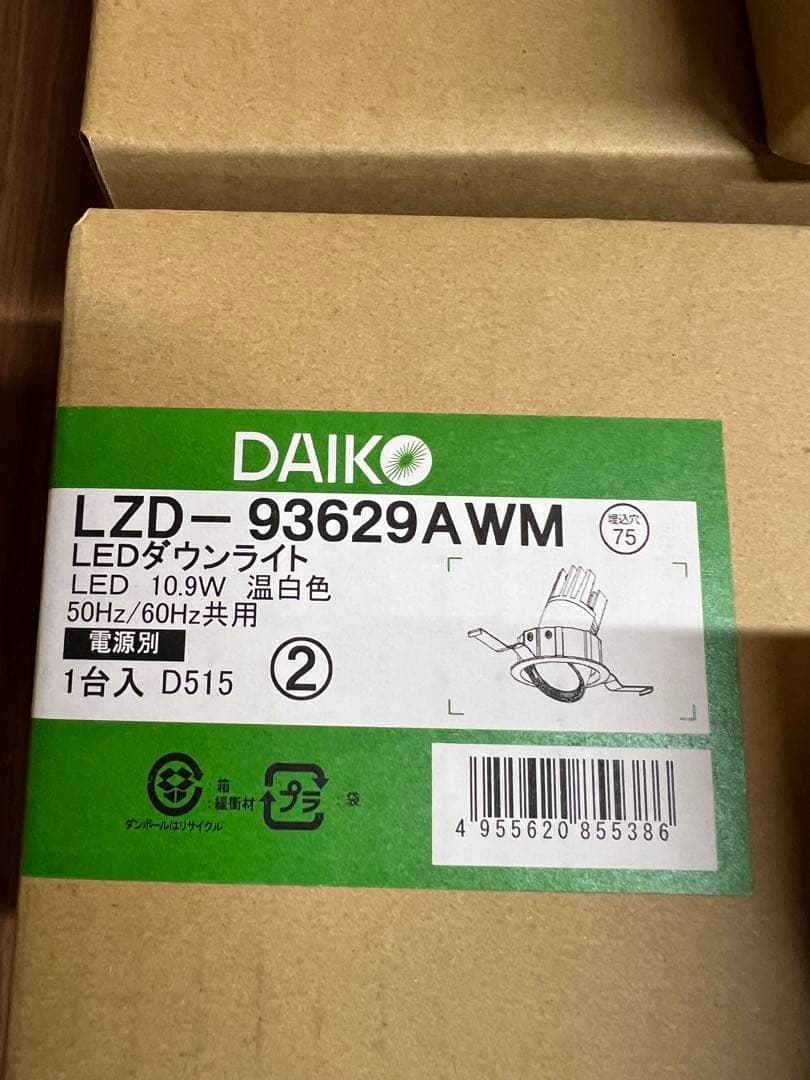 DAIKO
LZD-93629AWM
埋込穴
75
LEDダウンライト
LED 10.9W 温白色
50Hz/60Hz共用
電源別
1台入 D515
②
:箱
:緩衝材
プラ
:袋
ダンボールはリサイクル
4 955620 855386